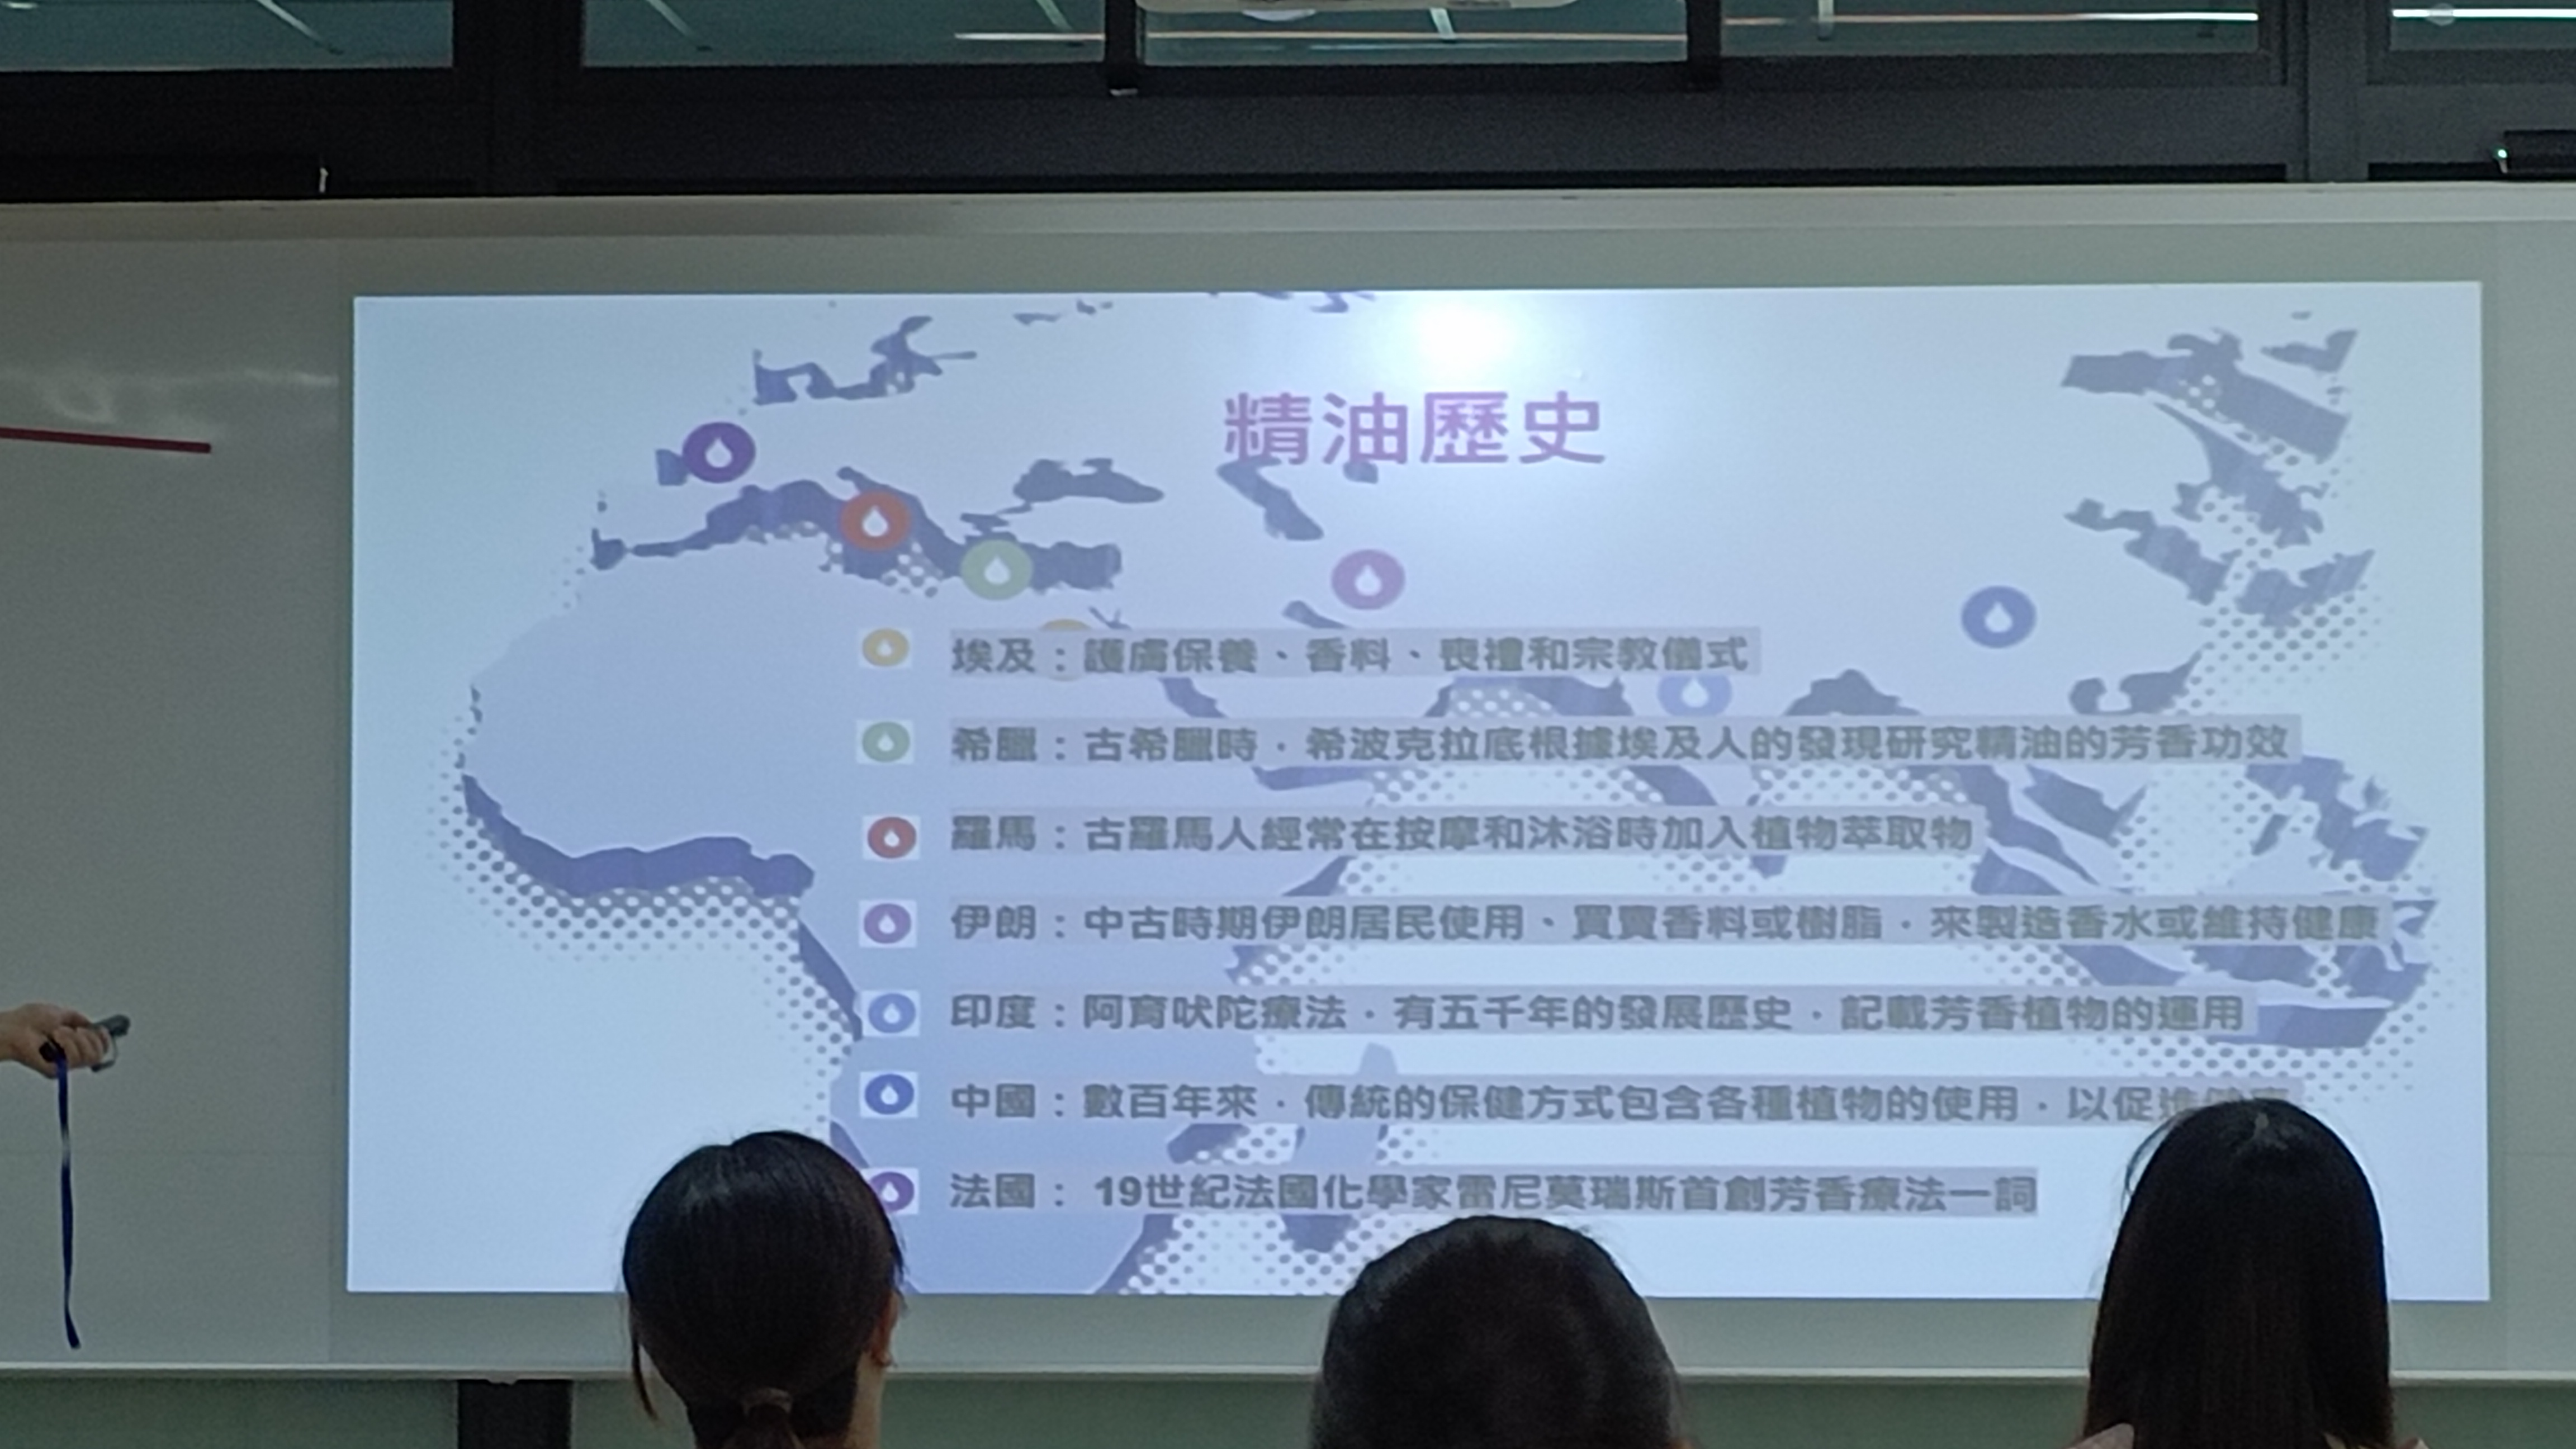 精油歷史
埃及：護膚保養、香料、喪禮和宗教儀式
希臘：古希臘時，希波克拉底根據埃及人的發現研究精油的芳香功效
羅馬：古羅馬人經常在按摩和沐浴時加入植物萃取物
伊朗：中古時期伊朗居民使用、買賣香料或樹脂，來製造香水或維持健康
印度：阿育吠陀療法，有五千年的發展歷史，記載芳香植物的運用
中國：數百年來，傳統的保健方式包含各種植物的使用，以促進
法國： 19世紀法國化學家雷尼莫瑞斯首創芳香療法一詞